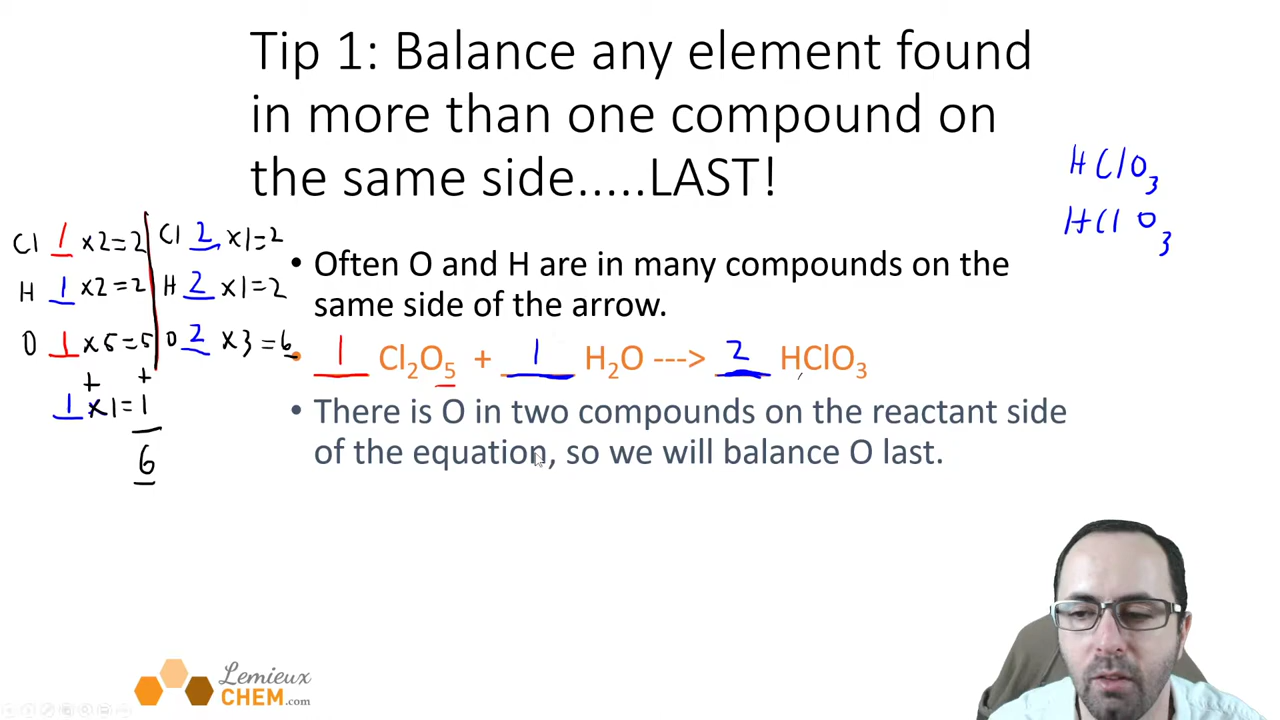 Tip 1: Balance any element found
in more than one compound on
the same side.....LAST!
HClO₃
HClO₃
Cl 1 x2=2 Cl 2 x1=2
H 1 x2=2 H 2 x1=2
O 1 x5=5 O 2 x3=6
+ +
1 x1=1
6
• Often O and H are in many compounds on the
same side of the arrow.
• 1 Cl₂O₅ + 1 H₂O ---> 2 HClO₃
• There is O in two compounds on the reactant side
of the equation, so we will balance O last.
Lemieux
CHEM.com